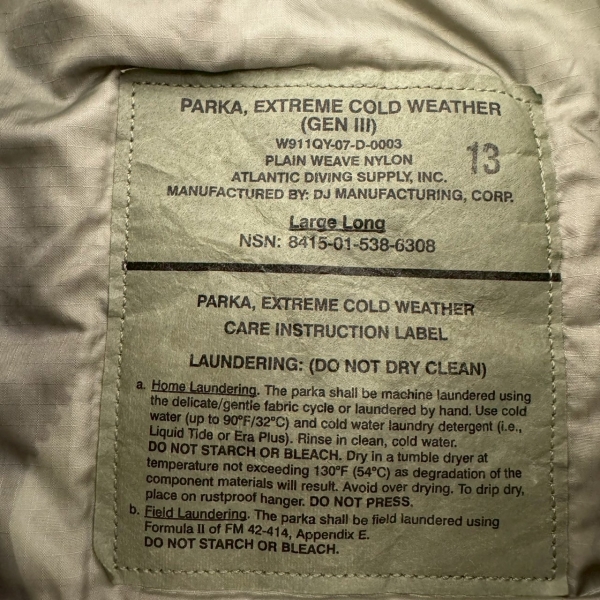 PARKA, EXTREME COLD WEATHER
(GEN III)
W911QY-07-D-0003
13
PLAIN WEAVE NYLON
ATLANTIC DIVING SUPPLY, INC.
MANUFACTURED BY: DJ MANUFACTURING, CORP.
Large Long
NSN: 8415-01-538-6308
PARKA, EXTREME COLD WEATHER
CARE INSTRUCTION LABEL
LAUNDERING: (DO NOT DRY CLEAN)
a. Home Laundering. The parka shall be machine laundered using
the delicate/gentle fabric cycle or laundered by hand. Use cold
water (up to 90°F/32°C) and cold water laundry detergent (i.e.,
Liquid Tide or Era Plus). Rinse in clean, cold water.
DO NOT STARCH OR BLEACH. Dry in a tumble dryer at
temperature not exceeding 130°F (54°C) as degradation of the
component materials will result. Avoid over drying. To drip dry,
place on rustproof hanger. DO NOT PRESS.
b. Field Laundering. The parka shall be field laundered using
Formula II of FM 42-414, Appendix E.
DO NOT STARCH OR BLEACH.